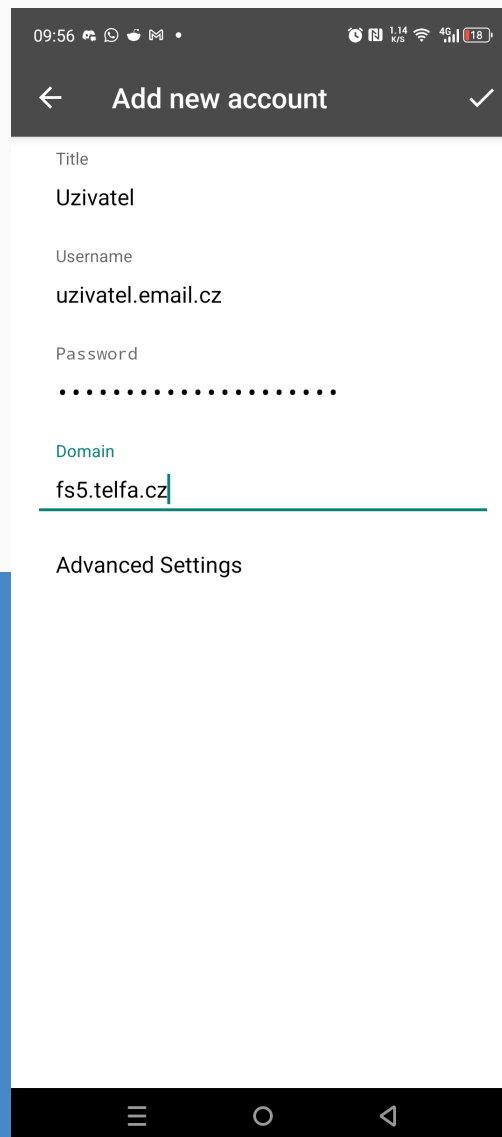 09:56 1.14 K/S 4G 18
Add new account
Title
Uzivatel
Username
uzivatel.email.cz
Password
•••••••••••••••••••••
Domain
fs5.telfa.cz
Advanced Settings